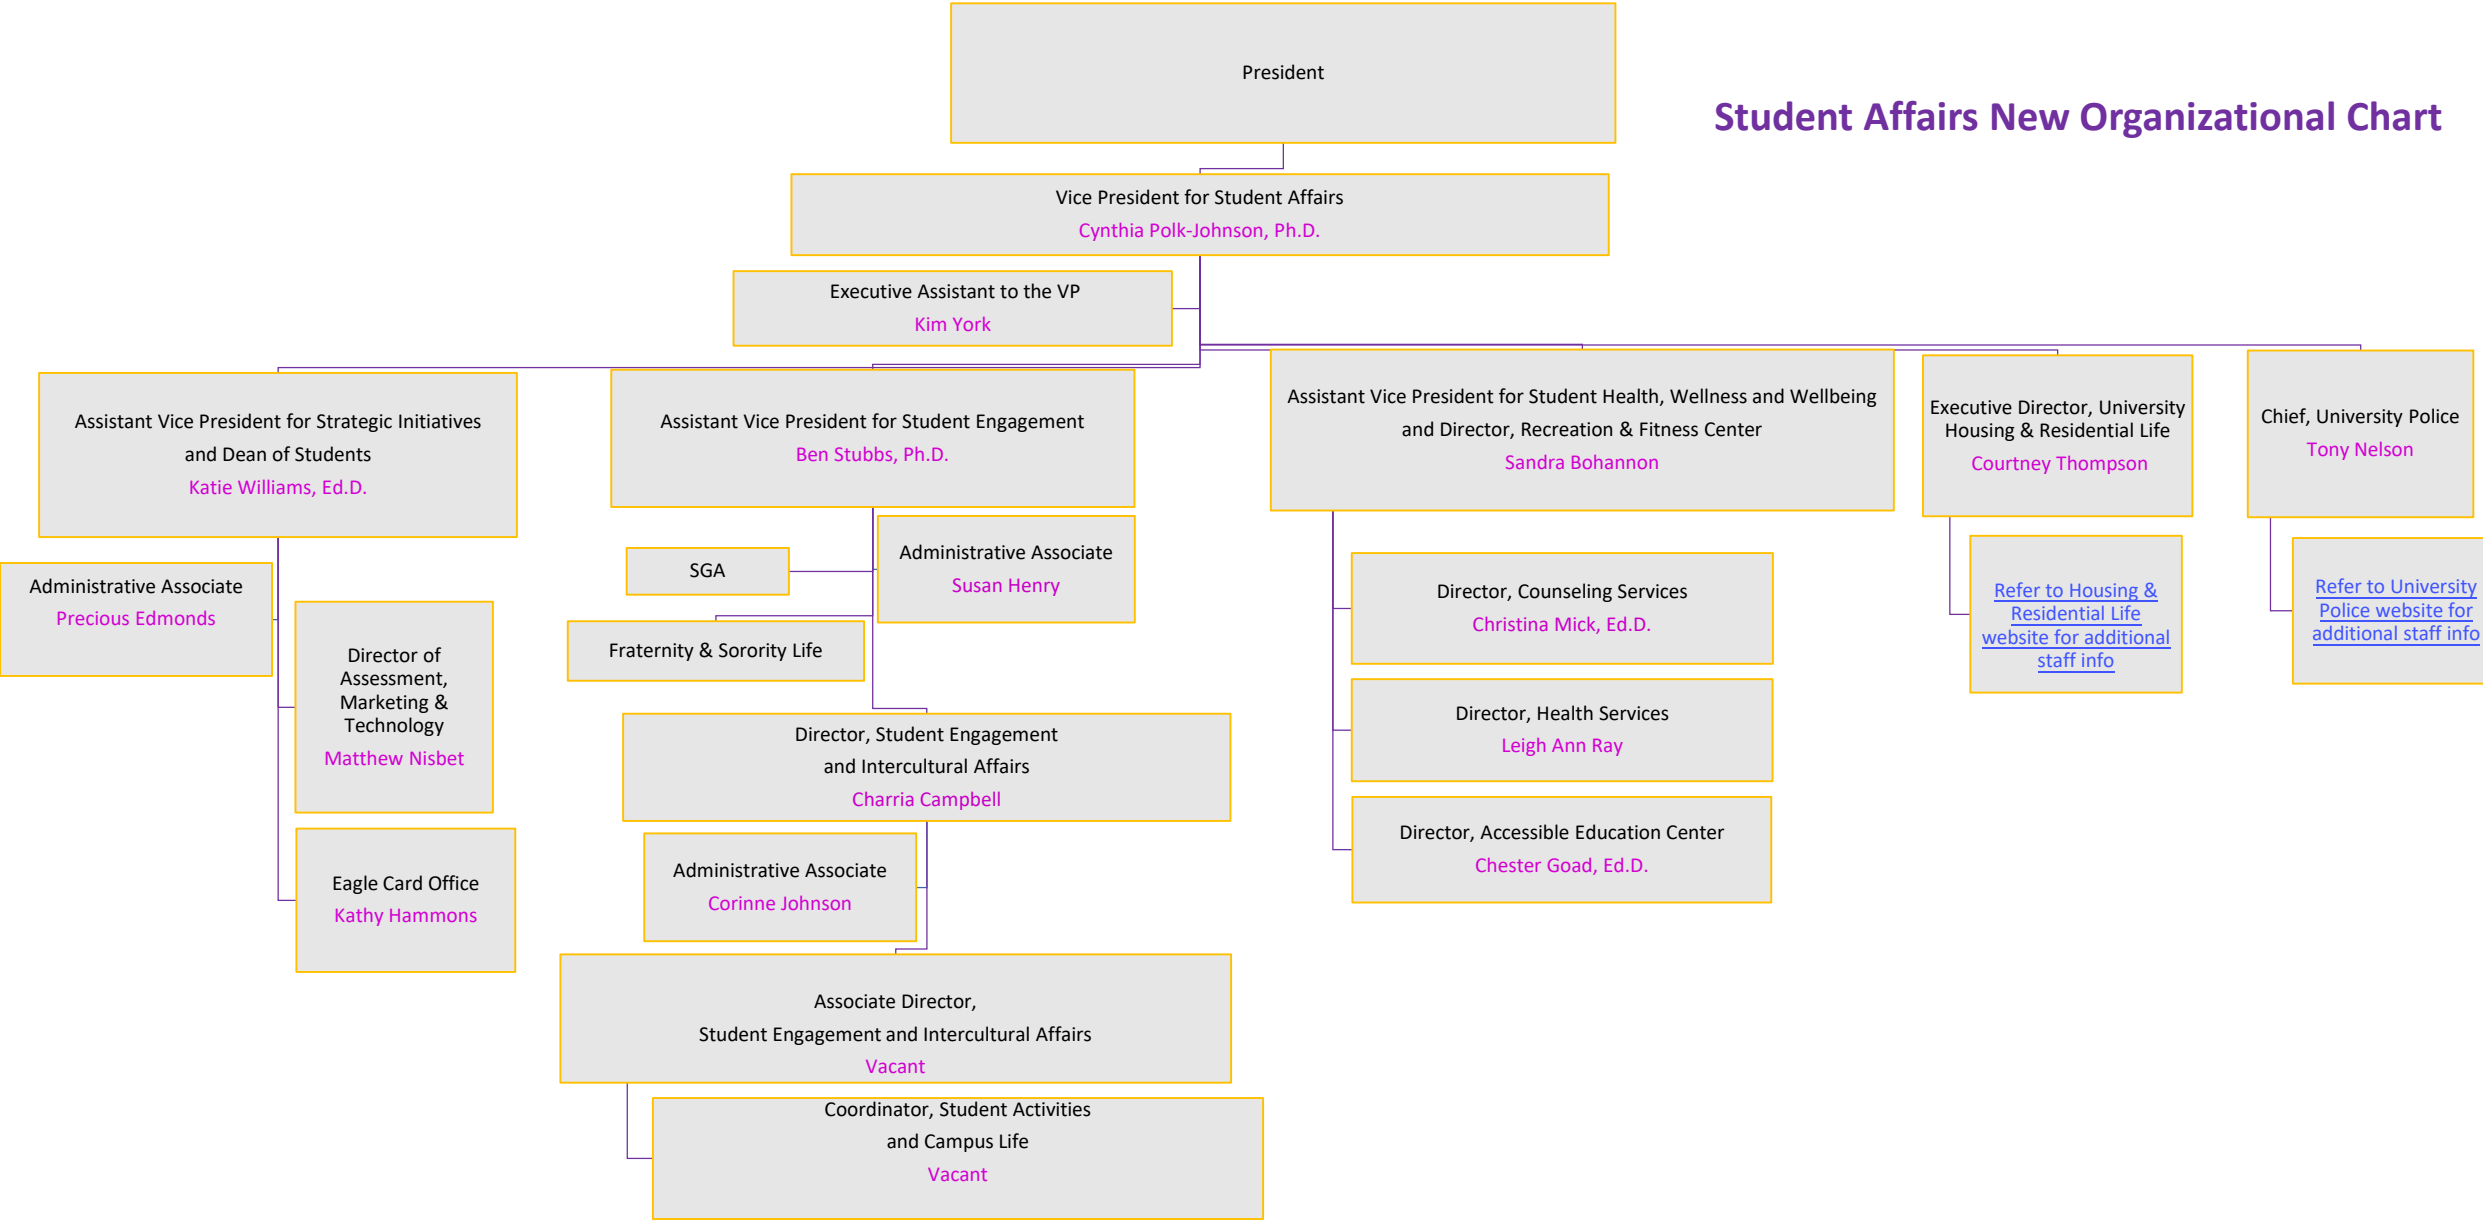 President
Student Affairs New Organizational Chart
Vice President for Student Affairs
Cynthia Polk-Johnson, Ph.D.
Executive Assistant to the VP
Kim York
Assistant Vice President for Strategic Initiatives
and Dean of Students
Katie Williams, Ed.D.
Assistant Vice President for Student Engagement
Ben Stubbs, Ph.D.
Assistant Vice President for Student Health, Wellness and Wellbeing
and Director, Recreation & Fitness Center
Sandra Bohannon
Executive Director, University
Housing & Residential Life
Courtney Thompson
Chief, University Police
Tony Nelson
Administrative Associate
Precious Edmonds
Director of
Assessment,
Marketing &
Technology
Matthew Nisbet
Eagle Card Office
Kathy Hammons
SGA
Administrative Associate
Susan Henry
Fraternity & Sorority Life
Director, Student Engagement
and Intercultural Affairs
Charria Campbell
Administrative Associate
Corinne Johnson
Associate Director,
Student Engagement and Intercultural Affairs
Vacant
Coordinator, Student Activities
and Campus Life
Vacant
Director, Counseling Services
Christina Mick, Ed.D.
Director, Health Services
Leigh Ann Ray
Director, Accessible Education Center
Chester Goad, Ed.D.
Refer to Housing &
Residential Life
website for additional
staff info
Refer to University
Police website for
additional staff info